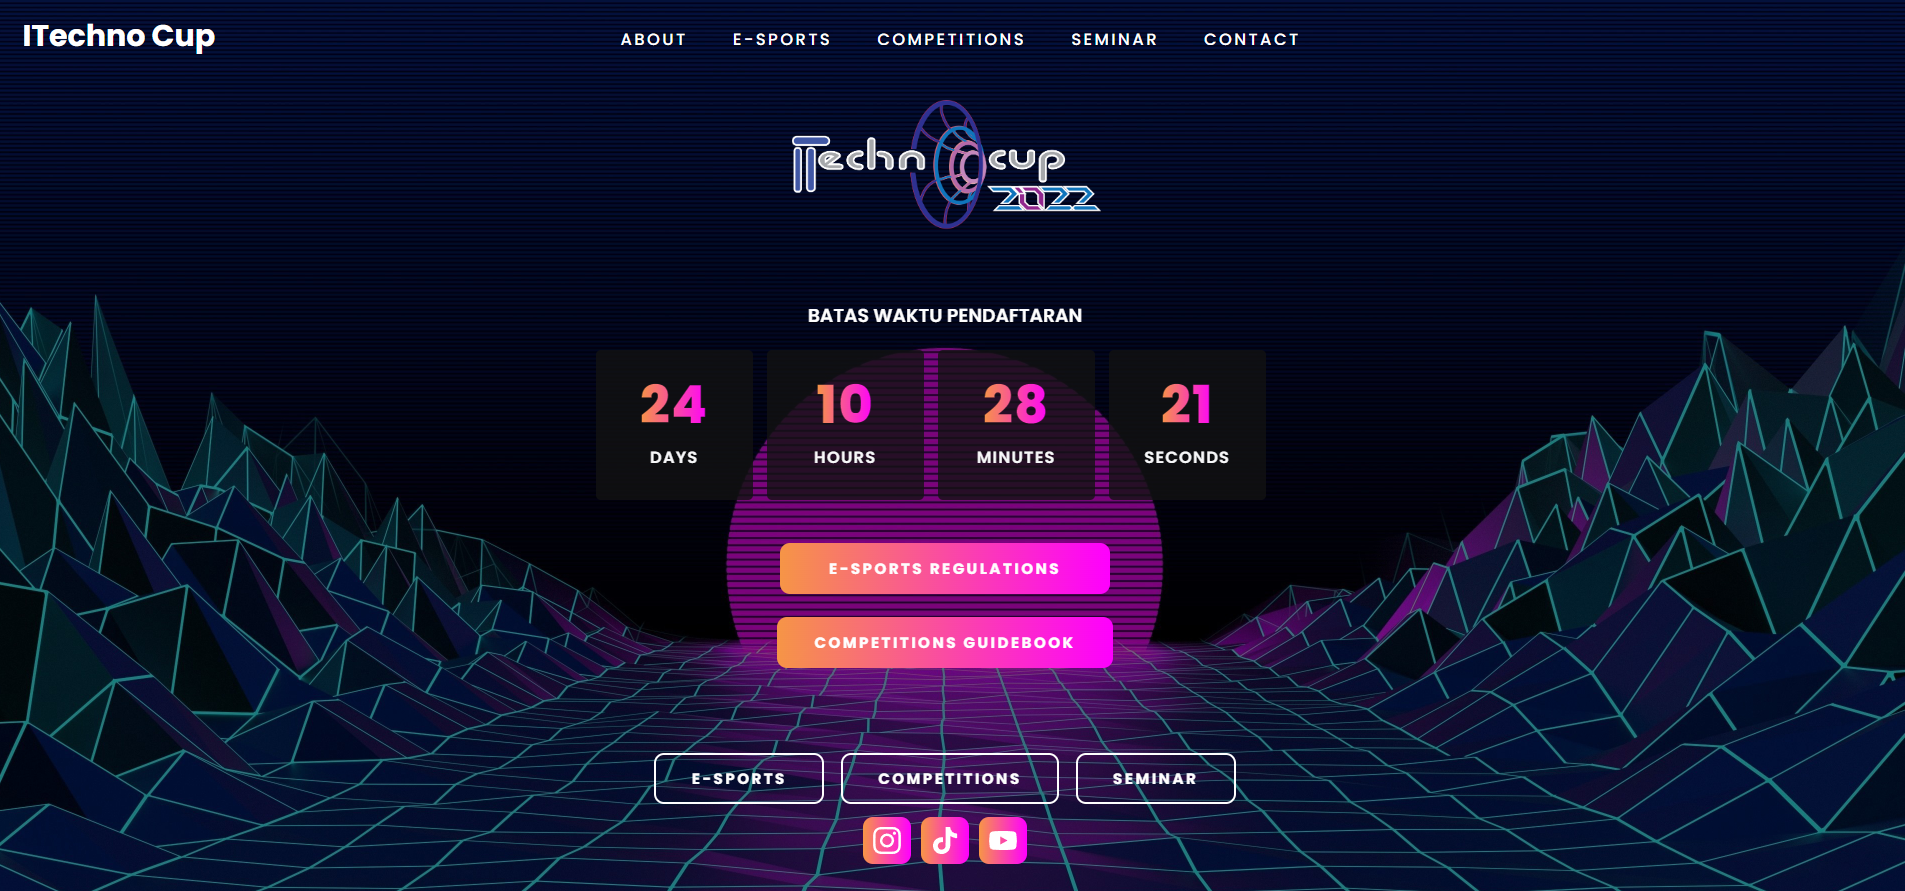 ITechno Cup
ABOUT E-SPORTS COMPETITIONS SEMINAR CONTACT
ITechno cup
2022
BATAS WAKTU PENDAFTARAN
24 10 28 21
DAYS HOURS MINUTES SECONDS
E-SPORTS REGULATIONS
COMPETITIONS GUIDEBOOK
E-SPORTS COMPETITIONS SEMINAR